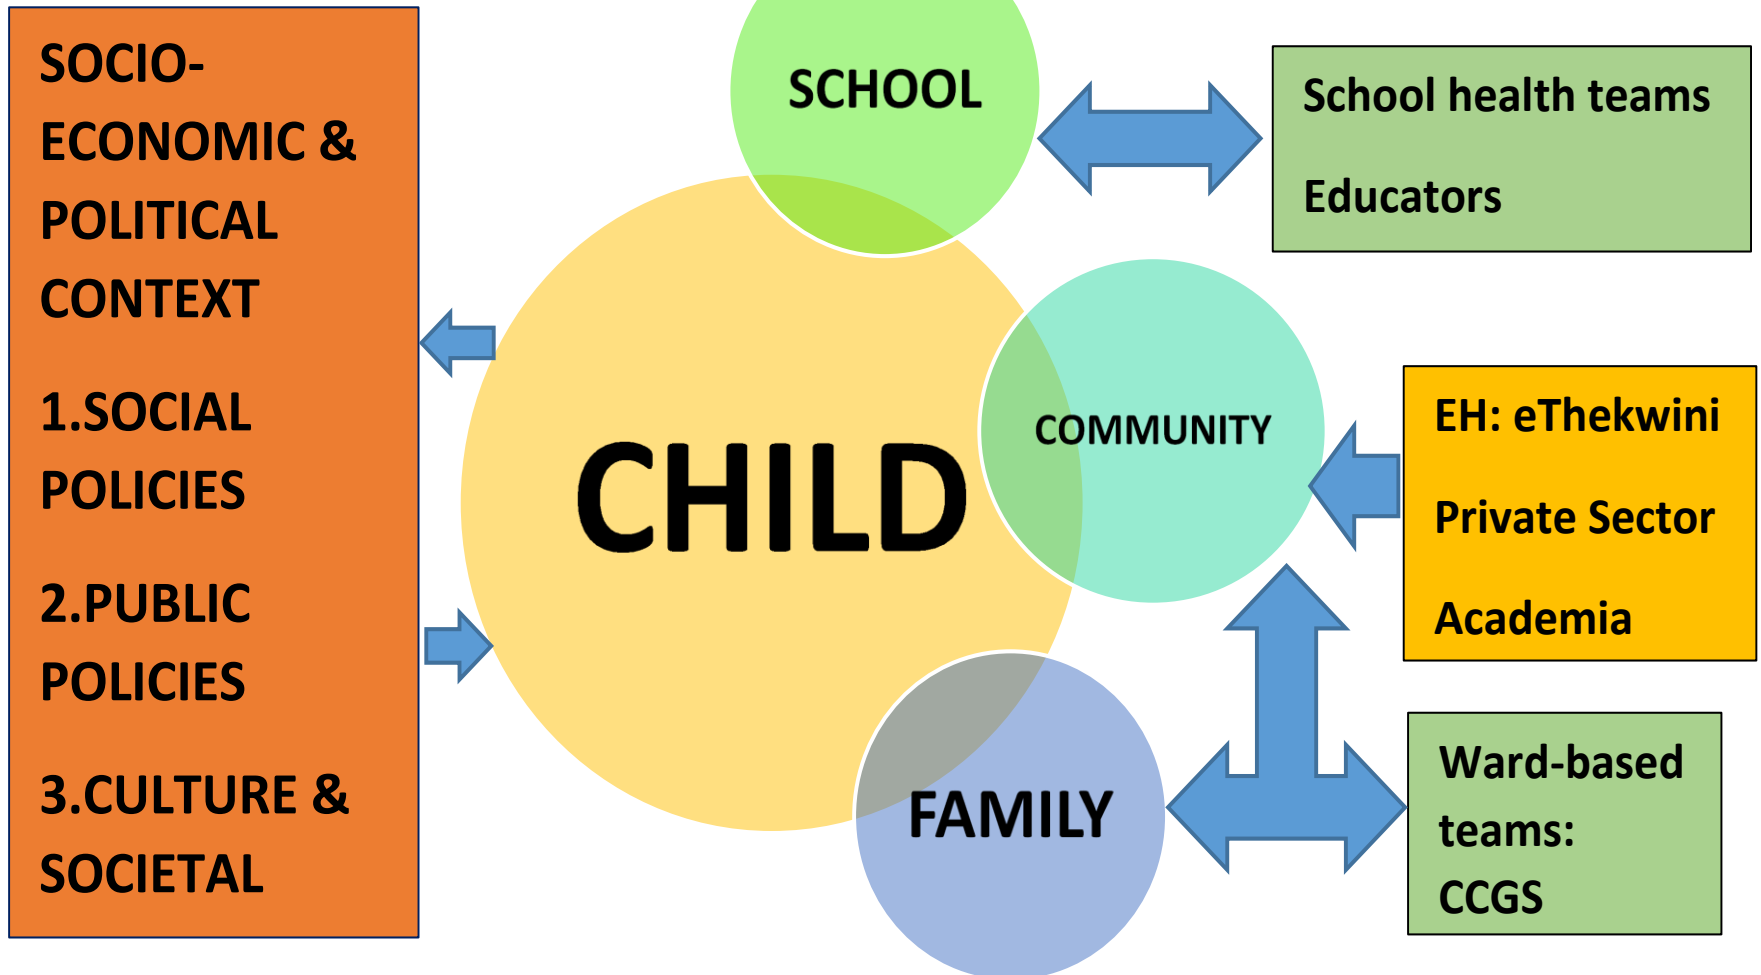 SOCIO-
ECONOMIC &
POLITICAL
CONTEXT
1.SOCIAL
POLICIES
2.PUBLIC
POLICIES
3.CULTURE &
SOCIETAL
SCHOOL
CHILD
COMMUNITY
FAMILY
School health teams
Educators
EH: eThekwini
Private Sector
Academia
Ward-based
teams:
CCGS